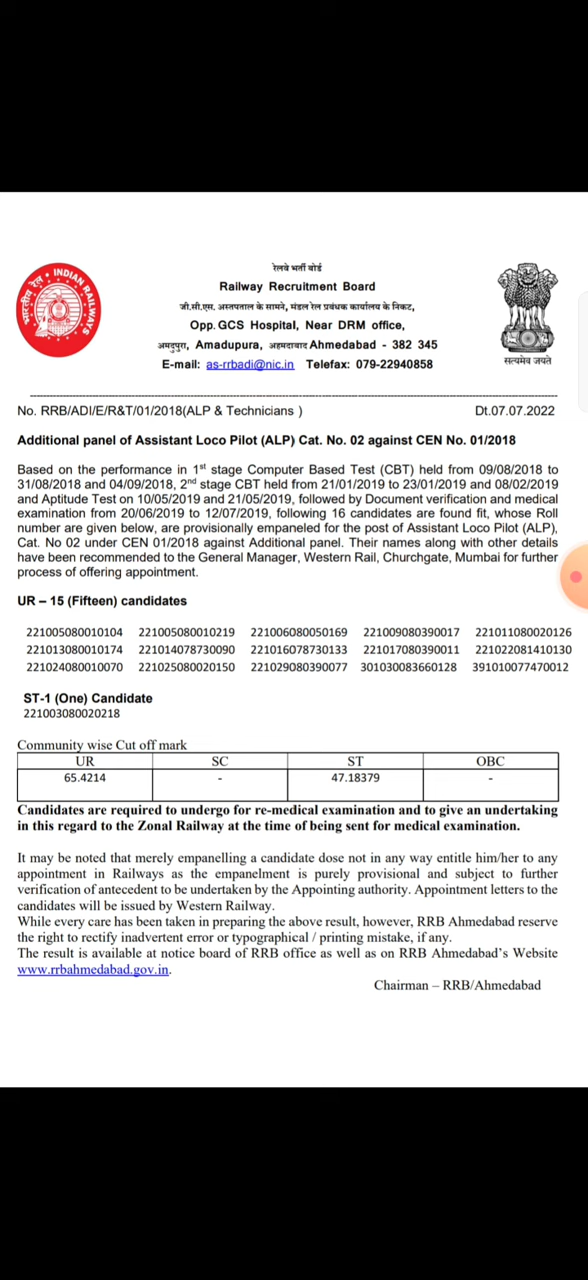 रेलवे भर्ती बोर्ड
Railway Recruitment Board
जी.सी.एस. अस्तपताल के सामने, मंडल रेल प्रबंधक कार्यालय के निकट,
Opp. GCS Hospital, Near DRM office,
अमदुपुरा, Amadupura, अहमदाबाद Ahmedabad - 382 345
E-mail: as-rrbadi@nic.in Telefax: 079-22940858
भारतीय रेल • INDIAN RAILWAYS
सत्यमेव जयते
No. RRB/ADI/E/R&T/01/2018(ALP & Technicians ) Dt.07.07.2022
Additional panel of Assistant Loco Pilot (ALP) Cat. No. 02 against CEN No. 01/2018
Based on the performance in 1st stage Computer Based Test (CBT) held from 09/08/2018 to
31/08/2018 and 04/09/2018, 2nd stage CBT held from 21/01/2019 to 23/01/2019 and 08/02/2019
and Aptitude Test on 10/05/2019 and 21/05/2019, followed by Document verification and medical
examination from 20/06/2019 to 12/07/2019, following 16 candidates are found fit, whose Roll
number are given below, are provisionally empaneled for the post of Assistant Loco Pilot (ALP),
Cat. No 02 under CEN 01/2018 against Additional panel. Their names along with other details
have been recommended to the General Manager, Western Rail, Churchgate, Mumbai for further
process of offering appointment.
UR – 15 (Fifteen) candidates
221005080010104 221005080010219 221006080050169 221009080390017 221011080020126
221013080010174 221014078730090 221016078730133 221017080390011 221022081410130
221024080010070 221025080020150 221029080390077 301030083660128 391010077470012
ST-1 (One) Candidate
221003080020218
Community wise Cut off mark
UR SC ST OBC
65.4214 - 47.18379 -
Candidates are required to undergo for re-medical examination and to give an undertaking
in this regard to the Zonal Railway at the time of being sent for medical examination.
It may be noted that merely empanelling a candidate dose not in any way entitle him/her to any
appointment in Railways as the empanelment is purely provisional and subject to further
verification of antecedent to be undertaken by the Appointing authority. Appointment letters to the
candidates will be issued by Western Railway.
While every care has been taken in preparing the above result, however, RRB Ahmedabad reserve
the right to rectify inadvertent error or typographical / printing mistake, if any.
The result is available at notice board of RRB office as well as on RRB Ahmedabad's Website
www.rrbahmedabad.gov.in.
Chairman – RRB/Ahmedabad